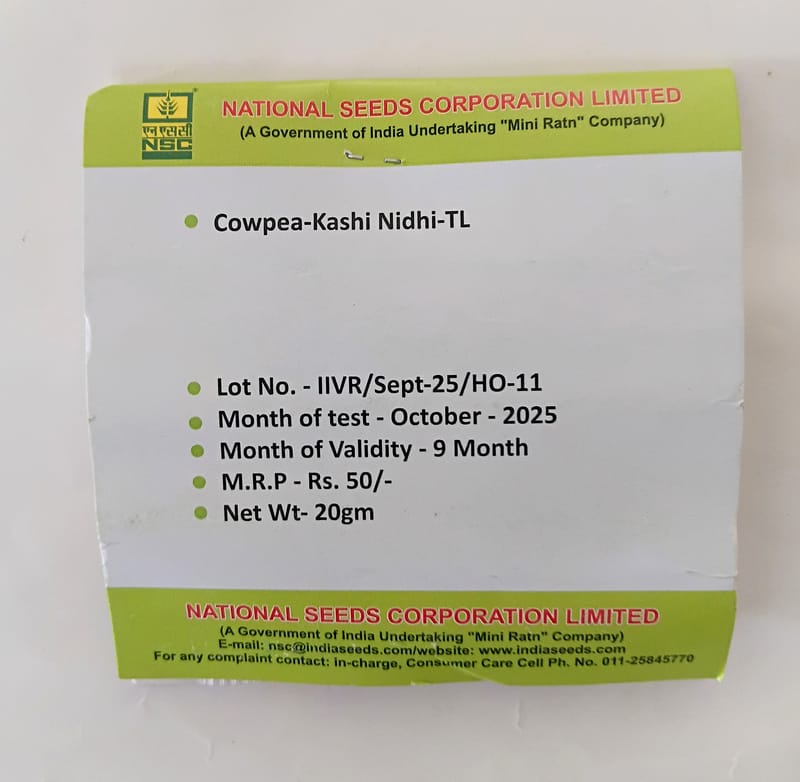 एन एस सी
NSC
NATIONAL SEEDS CORPORATION LIMITED
(A Government of India Undertaking "Mini Ratn" Company)
Cowpea-Kashi Nidhi-TL
Lot No. - IIVR/Sept-25/HO-11
Month of test - October - 2025
Month of Validity - 9 Month
M.R.P - Rs. 50/-
Net Wt- 20gm
NATIONAL SEEDS CORPORATION LIMITED
(A Government of India Undertaking "Mini Ratn" Company)
E-mail: nsc@indiaseeds.com/website: www.indiaseeds.com
For any complaint contact: in-charge, Consumer Care Cell Ph. No. 011-25845770